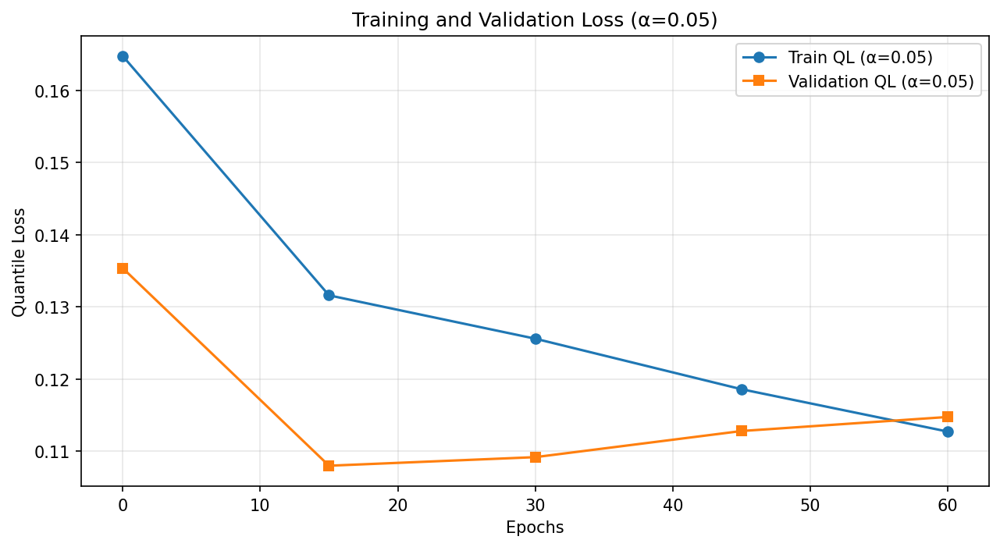 Training and Validation Loss (α=0.05)
Train QL (α=0.05)
Validation QL (α=0.05)
Quantile Loss
0.16
0.15
0.14
0.13
0.12
0.11
0 10 20 30 40 50 60
Epochs